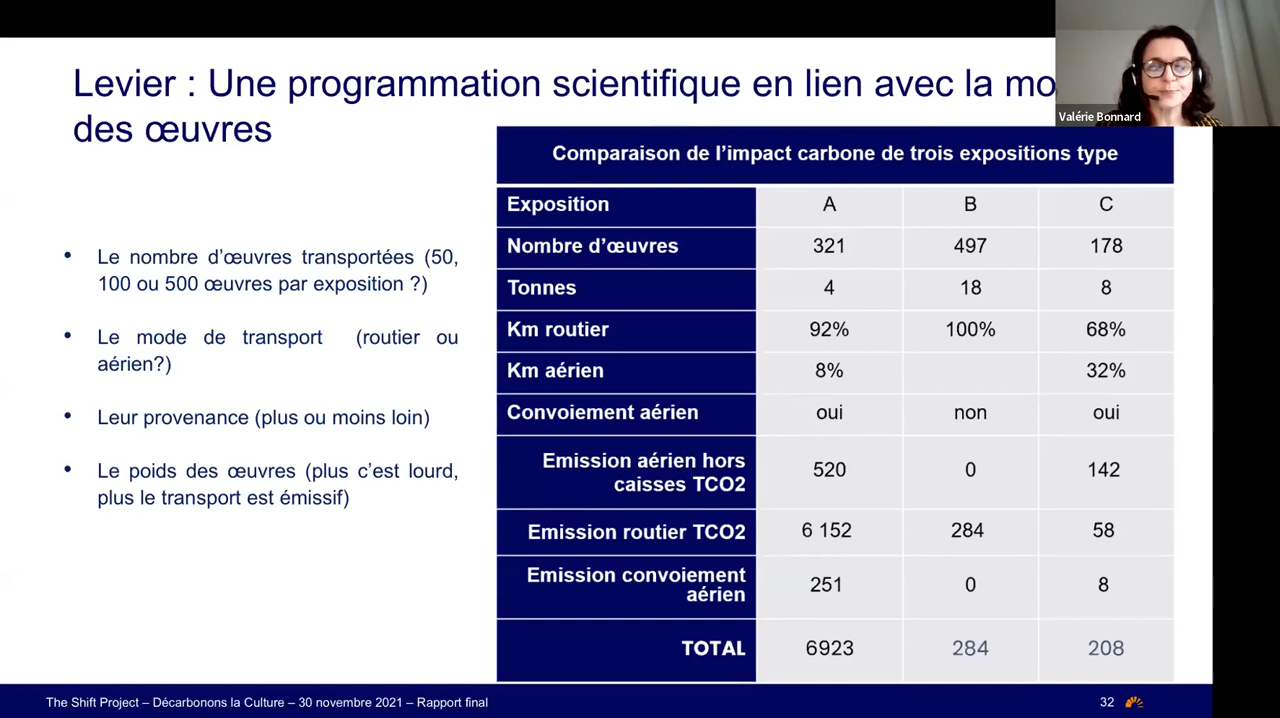 Levier : Une programmation scientifique en lien avec la
des œuvres
Valérie Bonnard
Le nombre d’œuvres transportées (50,
100 ou 500 œuvres par exposition ?)
Le mode de transport (routier ou
aérien?)
Leur provenance (plus ou moins loin)
Le poids des œuvres (plus c’est lourd,
plus le transport est émissif)
Comparaison de l’impact carbone de trois expositions type
Exposition A B C
Nombre d’œuvres 321 497 178
Tonnes 4 18 8
Km routier 92% 100% 68%
Km aérien 8% 32%
Convoiement aérien oui non oui
Emission aérien hors
caisses TCO2 520 0 142
Emission routier TCO2 6 152 284 58
Emission convoiement
aérien 251 0 8
TOTAL 6923 284 208
The Shift Project – Décarbonons la Culture – 30 novembre 2021 – Rapport final 32